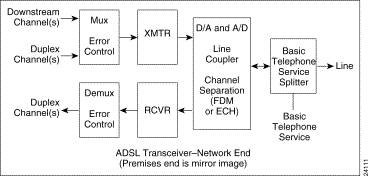 Downstream
Channel(s)
Duplex
Channel(s)
Mux
Error
Control
XMTR
D/A and A/D
Line
Coupler
Channel
Separation
(FDM
or ECH)
Basic
Telephone
Service
Splitter
Line
Duplex
Channel(s)
Demux
Error
Control
RCVR
Basic
Telephone
Service
ADSL Transceiver–Network End
(Premises end is mirror image)
24111